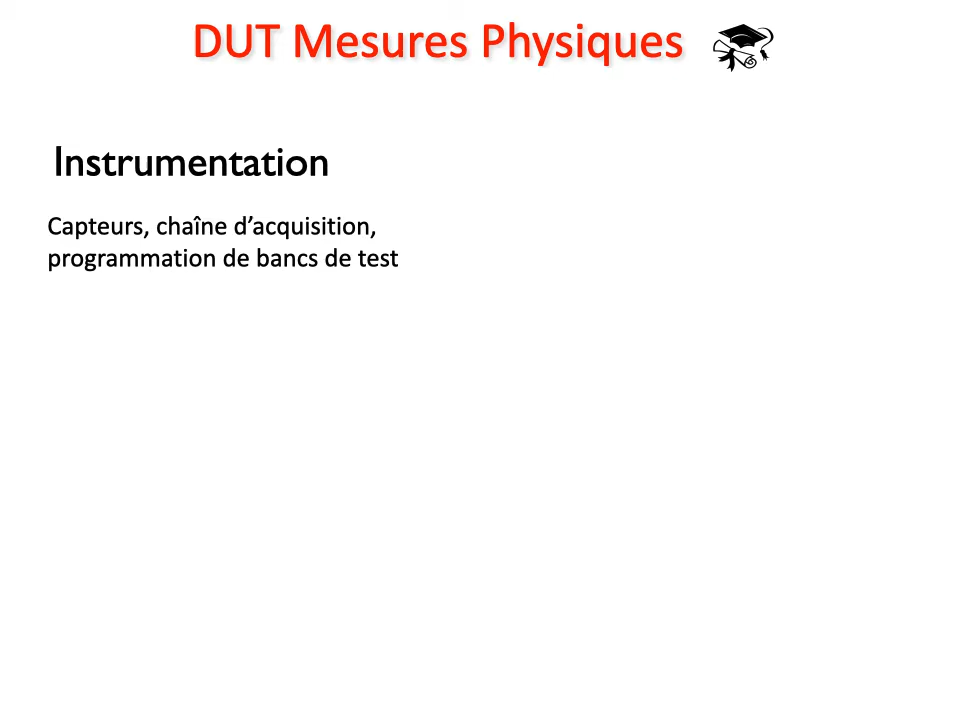 DUT Mesures Physiques
Instrumentation
Capteurs, chaîne d’acquisition,
programmation de bancs de test